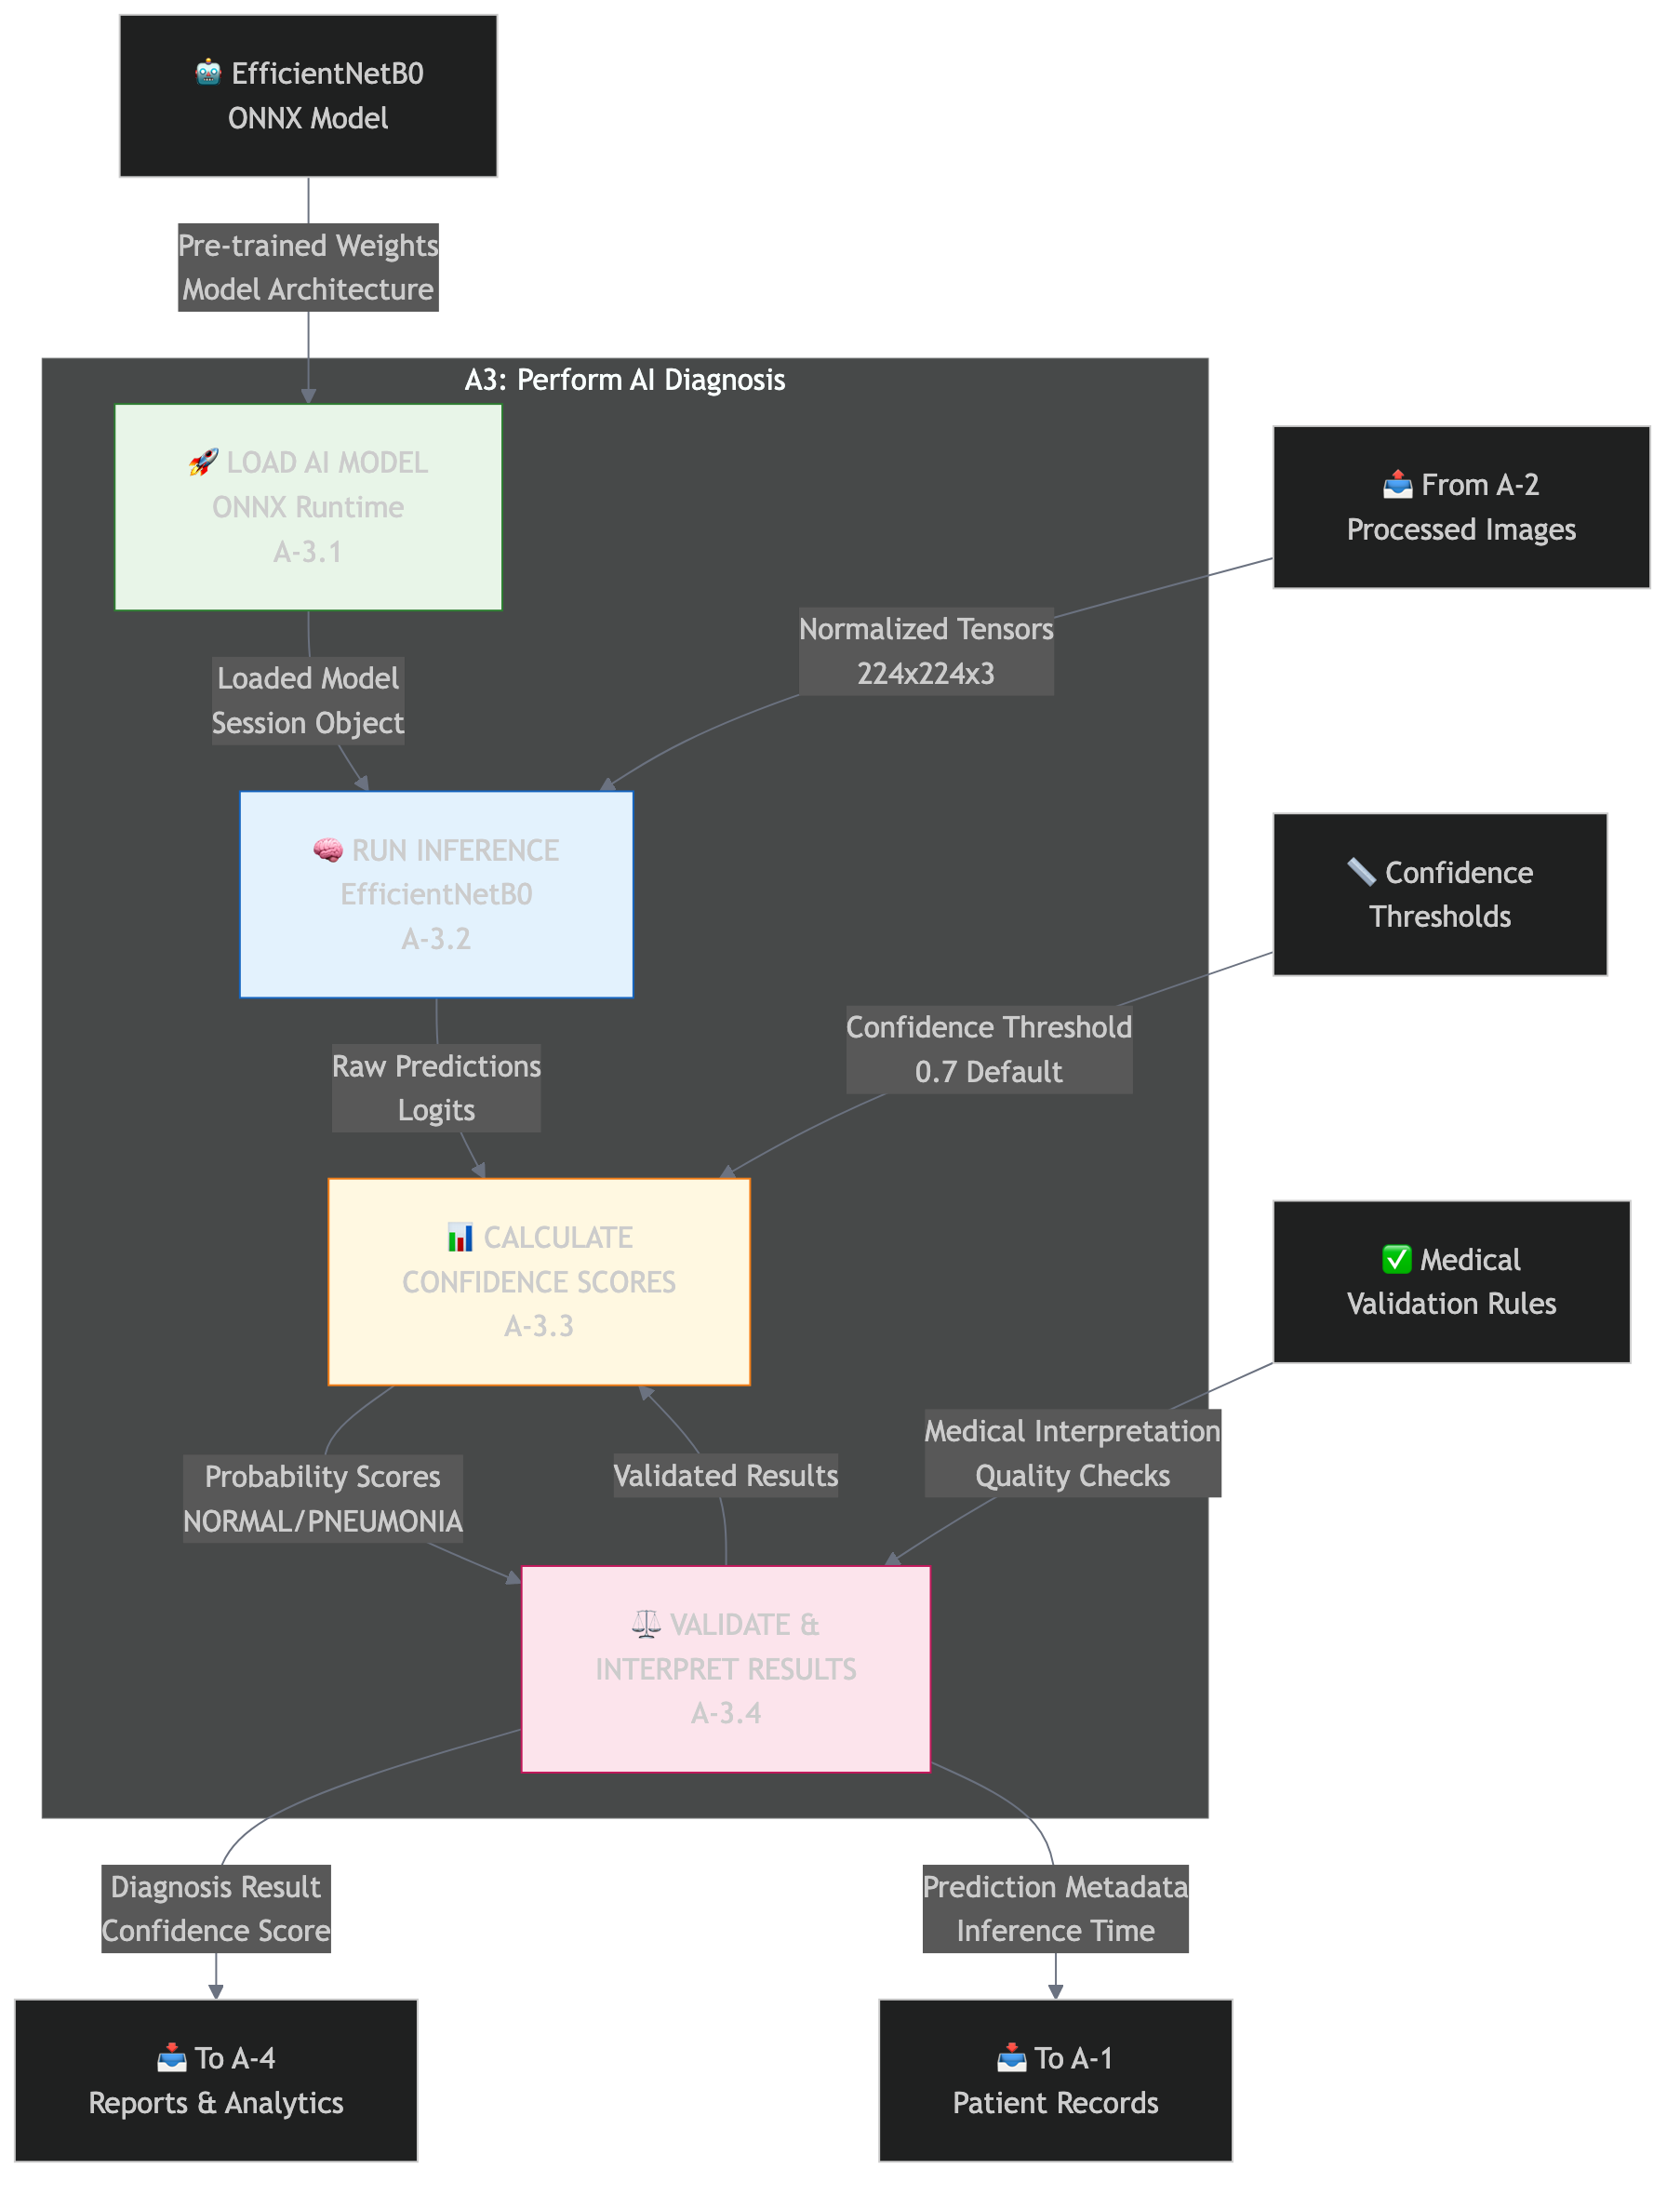 🤖 EfficientNetB0
ONNX Model
Pre-trained Weights
Model Architecture
A3: Perform AI Diagnosis
🚀 LOAD AI MODEL
ONNX Runtime
A-3.1
📤 From A-2
Processed Images
Normalized Tensors
224x224x3
Loaded Model
Session Object
🧠 RUN INFERENCE
EfficientNetB0
A-3.2
📏 Confidence
Thresholds
Confidence Threshold
0.7 Default
Raw Predictions
Logits
📊 CALCULATE
CONFIDENCE SCORES
A-3.3
✅ Medical
Validation Rules
Medical Interpretation
Quality Checks
Probability Scores
NORMAL/PNEUMONIA
Validated Results
⚖️ VALIDATE &
INTERPRET RESULTS
A-3.4
Diagnosis Result
Confidence Score
Prediction Metadata
Inference Time
📥 To A-4
Reports & Analytics
📥 To A-1
Patient Records